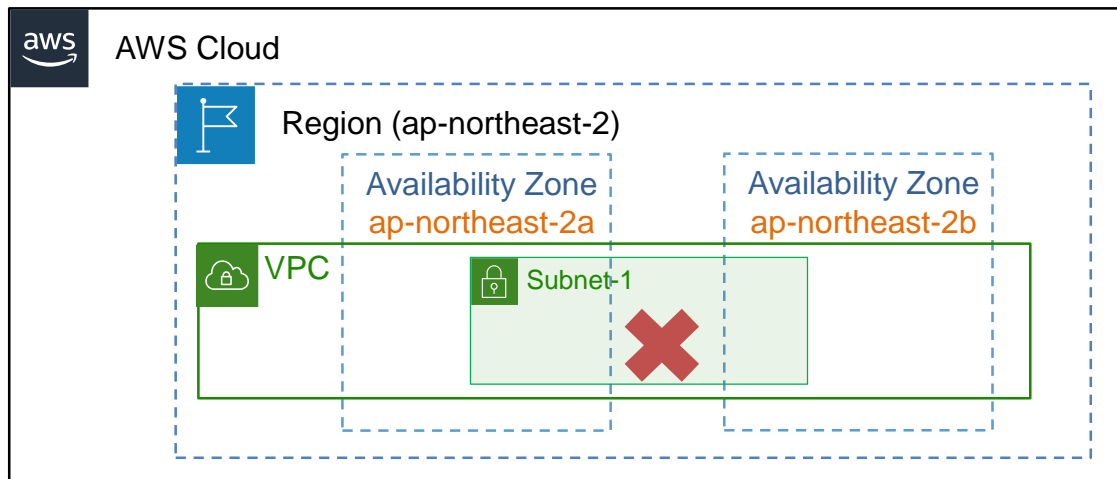 aws
AWS Cloud
Region (ap-northeast-2)
Availability Zone
ap-northeast-2a
Availability Zone
ap-northeast-2b
VPC
Subnet-1